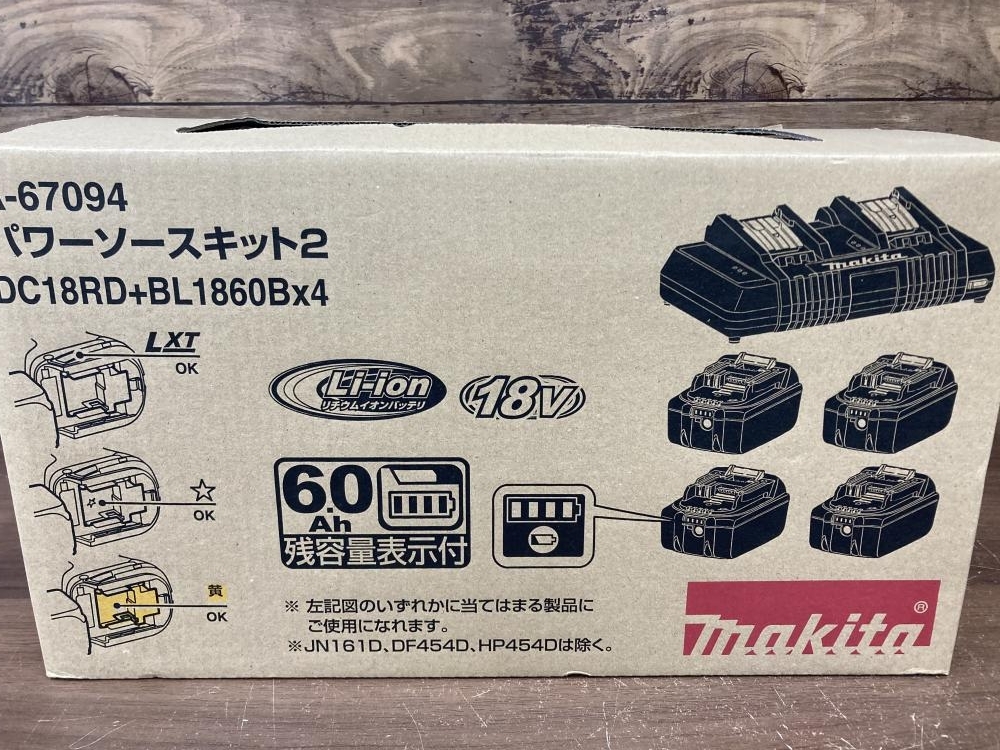 -67094
パワーソースキット2
DC18RD+BL1860Bx4
makita
LXT
OK
Li-ion
リチウムイオンバッテリ
18V
☆
OK
6.0
Ah
残容量表示付
黄
OK
※ 左記図のいずれかに当てはまる製品に
ご使用になれます。
※JN161D、DF454D、HP454Dは除く。
makita®